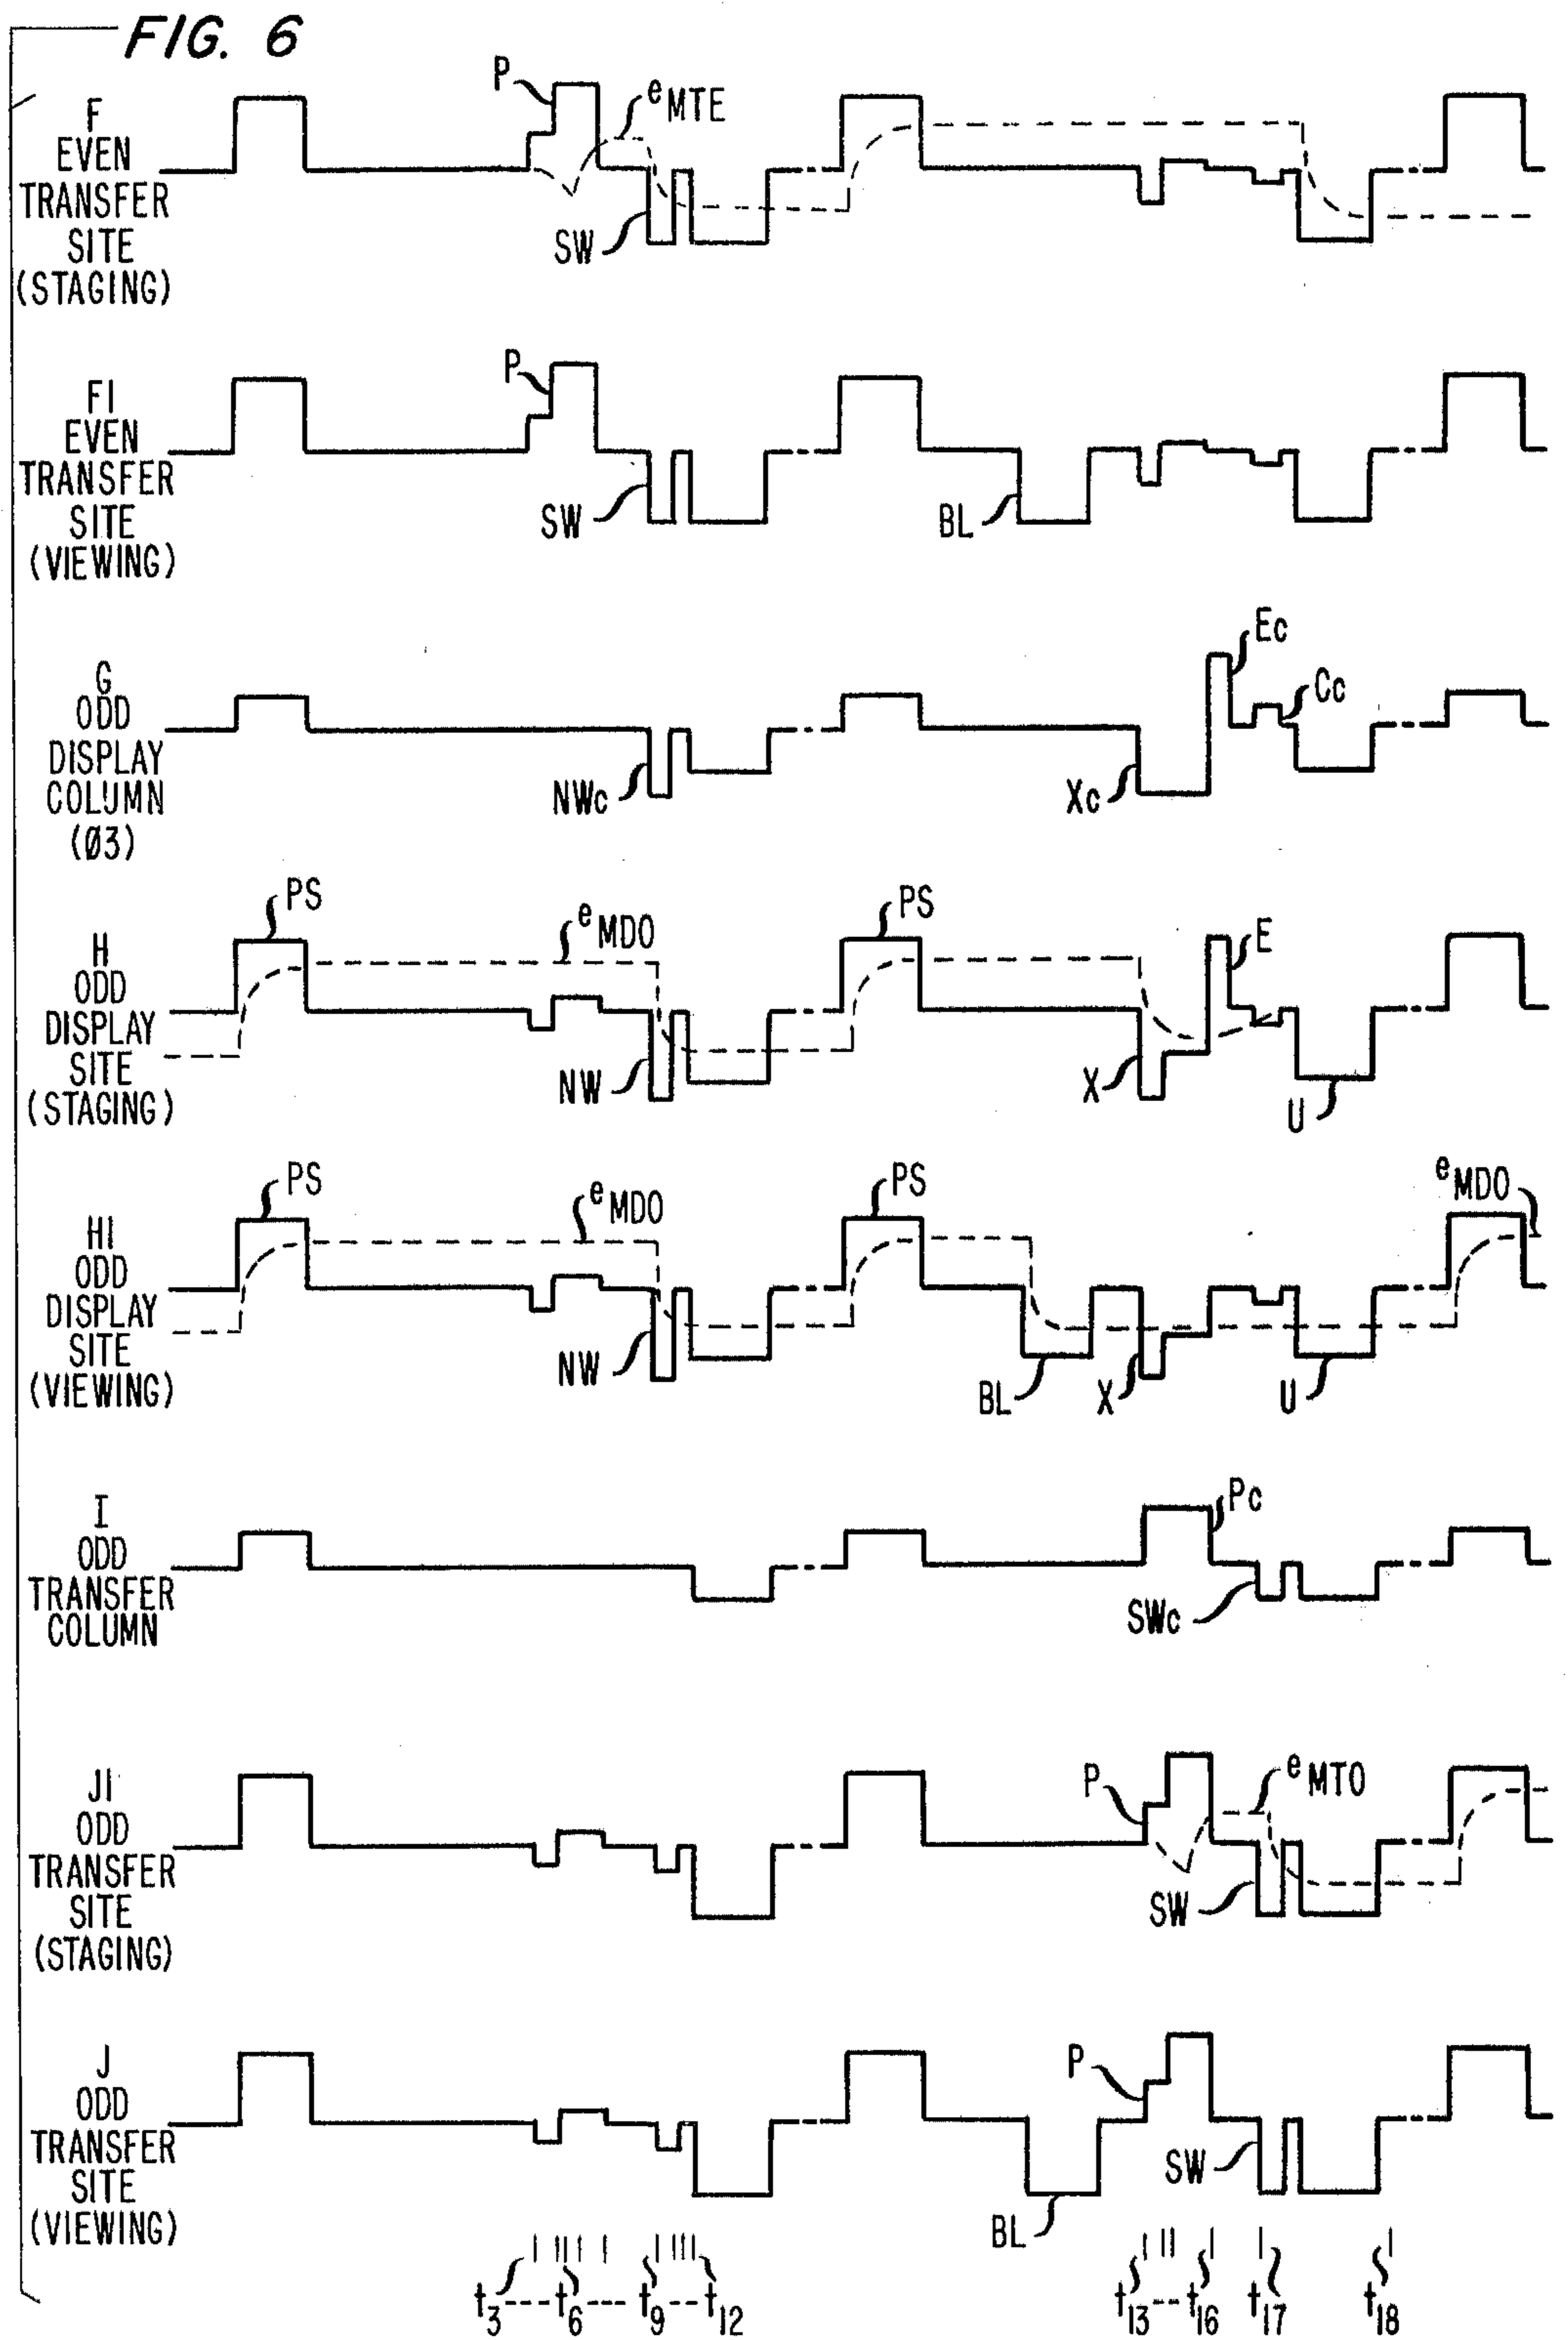 FIG. 6
F
EVEN
TRANSFER
SITE
(STAGING)
P
eMTE
SW
F1
EVEN
TRANSFER
SITE
(VIEWING)
P
SW
BL
G
ODD
DISPLAY
COLUMN
(Ø3)
NWc
Xc
Ec
Cc
H
ODD
DISPLAY
SITE
(STAGING)
PS
eMDO
NW
PS
X
E
U
H1
ODD
DISPLAY
SITE
(VIEWING)
PS
eMDO
NW
PS
BL
X
U
eMDO
I
ODD
TRANSFER
COLUMN
Pc
SWc
J1
ODD
TRANSFER
SITE
(STAGING)
P
eMTO
SW
J
ODD
TRANSFER
SITE
(VIEWING)
BL
P
SW
t3---t6---t9--t12 t13--t16 t17 t18